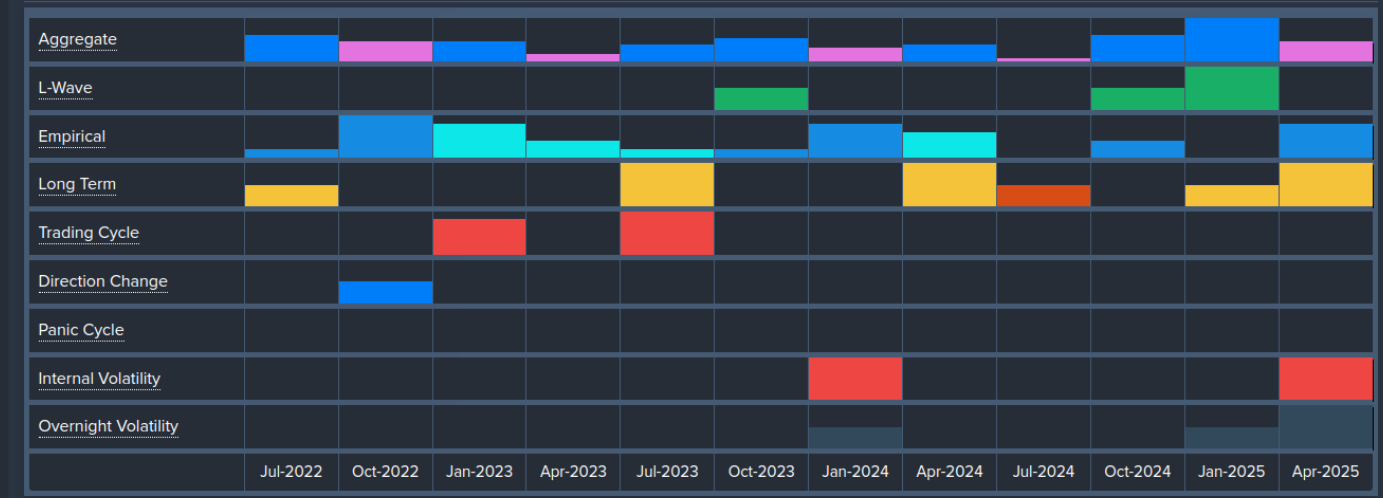 Aggregate
L-Wave
Empirical
Long Term
Trading Cycle
Direction Change
Panic Cycle
Internal Volatility
Overnight Volatility
Jul-2022 Oct-2022 Jan-2023 Apr-2023 Jul-2023 Oct-2023 Jan-2024 Apr-2024 Jul-2024 Oct-2024 Jan-2025 Apr-2025